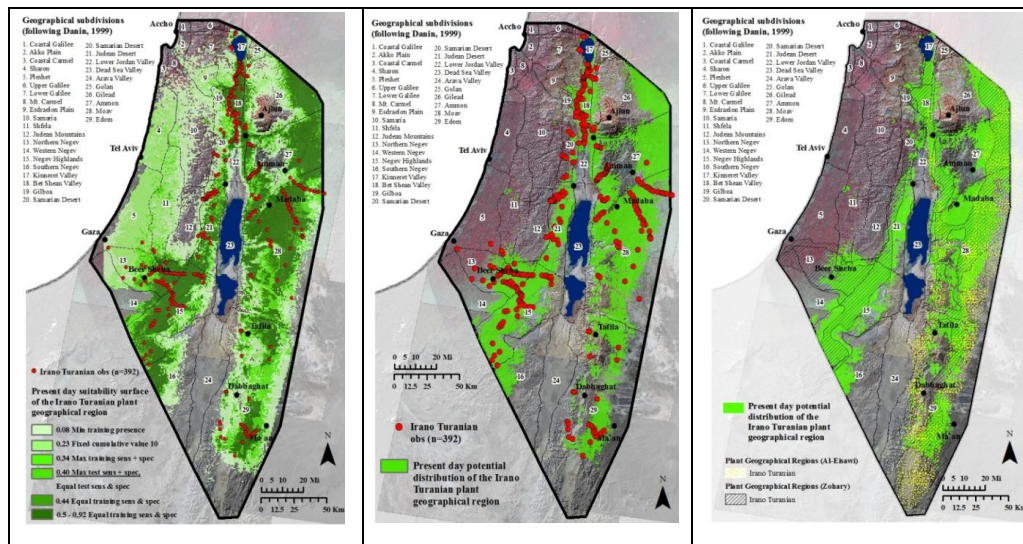 Geographical subdivisions
(following Danin, 1999)
1. Coastal Galilee
2. Akko Plain
3. Coastal Carmel
4. Sharon
5. Pleshet
6. Upper Galilee
7. Lower Galilee
8. Mt. Carmel
9. Esdraelon Plain
10. Samaria
11. Shfela
12. Judean Mountains
13. Northern Negev
14. Western Negev
15. Negev Highlands
16. Southern Negev
17. Kinneret Valley
18. Bet Shean Valley
19. Gilboa
20. Samarian Desert
20. Samarian Desert
21. Judean Desert
22. Lower Jordan Valley
23. Dead Sea Valley
24. Arava Valley
25. Golan
26. Gilead
27. Ammon
28. Moav
29. Edom
Accho
Tel Aviv
Gaza
Ajlun
Amman
Madaba
Beer Sheba
Tafila
Dabbaghat
Ma'an
Irano Turanian obs (n=392)
Present day suitability surface
of the Irano Turanian plant
geographical region
0.08 Min training presence
0.23 Fixed cumulative value 10
0.34 Max training sens + spec
0.40 Max test sens + spec.
Equal test sens & spec
0.44 Equal training sens & spec
0.5 - 0.92 Equal training sens & spec
N
0 5 10 20 Mi
0 25 50 Km
Geographical subdivisions
(following Danin, 1999)
1. Coastal Galilee
2. Akko Plain
3. Coastal Carmel
4. Sharon
5. Pleshet
6. Upper Galilee
7. Lower Galilee
8. Mt. Carmel
9. Esdraelon Plain
10. Samaria
11. Shfela
12. Judean Mountains
13. Northern Negev
14. Western Negev
15. Negev Highlands
16. Southern Negev
17. Kinneret Valley
18. Bet Shean Valley
19. Gilboa
20. Samarian Desert
20. Samarian Desert
21. Judean Desert
22. Lower Jordan Valley
23. Dead Sea Valley
24. Arava Valley
25. Golan
26. Gilead
27. Ammon
28. Moav
29. Edom
Accho
Tel Aviv
Gaza
Ajlun
Amman
Madaba
Beer Sheba
Tafila
Dabbaghat
Ma'an
0 5 10 20 Mi
0 25 50 Km
Irano Turanian
obs (n=392)
Present day potential
distribution of the Irano
Turanian plant
geographical region
N
Geographical subdivisions
(following Danin, 1999)
1. Coastal Galilee
2. Akko Plain
3. Coastal Carmel
4. Sharon
5. Pleshet
6. Upper Galilee
7. Lower Galilee
8. Mt. Carmel
9. Esdraelon Plain
10. Samaria
11. Shfela
12. Judean Mountains
13. Northern Negev
14. Western Negev
15. Negev Highlands
16. Southern Negev
17. Kinneret Valley
18. Bet Shean Valley
19. Gilboa
20. Samarian Desert
20. Samarian Desert
21. Judean Desert
22. Lower Jordan Valley
23. Dead Sea Valley
24. Arava Valley
25. Golan
26. Gilead
27. Ammon
28. Moav
29. Edom
Accho
Tel Aviv
Gaza
Ajlun
Amman
Madaba
Beer Sheba
Tafila
Dabbaghat
Ma'an
Present day potential
distribution of the Irano
Turanian plant
geographical region
Plant Geographical Regions (Al-Eisawi)
Irano Turanian
Plant Geographical Regions (Zohary)
Irano Turanian
N
0 5 10 20 Mi
0 25 50 Km